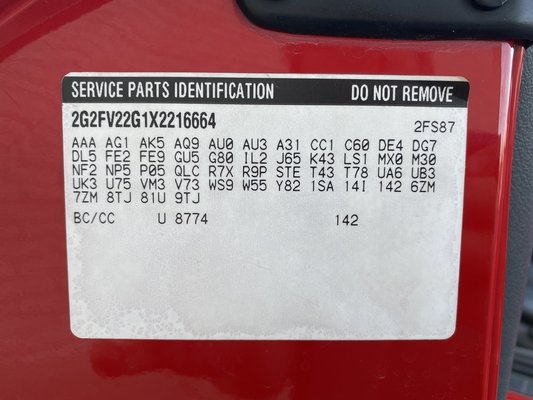 SERVICE PARTS IDENTIFICATION DO NOT REMOVE
2G2FV22G1X2216664 2FS87
AAA AG1 AK5 AQ9 AU0 AU3 A31 CC1 C60 DE4 DG7
DL5 FE2 FE9 GU5 G80 IL2 J65 K43 LS1 MX0 M30
NF2 NP5 P05 QLC R7X R9P STE T43 T78 UA6 UB3
UK3 U75 VM3 V73 WS9 W55 Y82 1SA 14I 142 6ZM
7ZM 8TJ 81U 9TJ
BC/CC U 8774 142